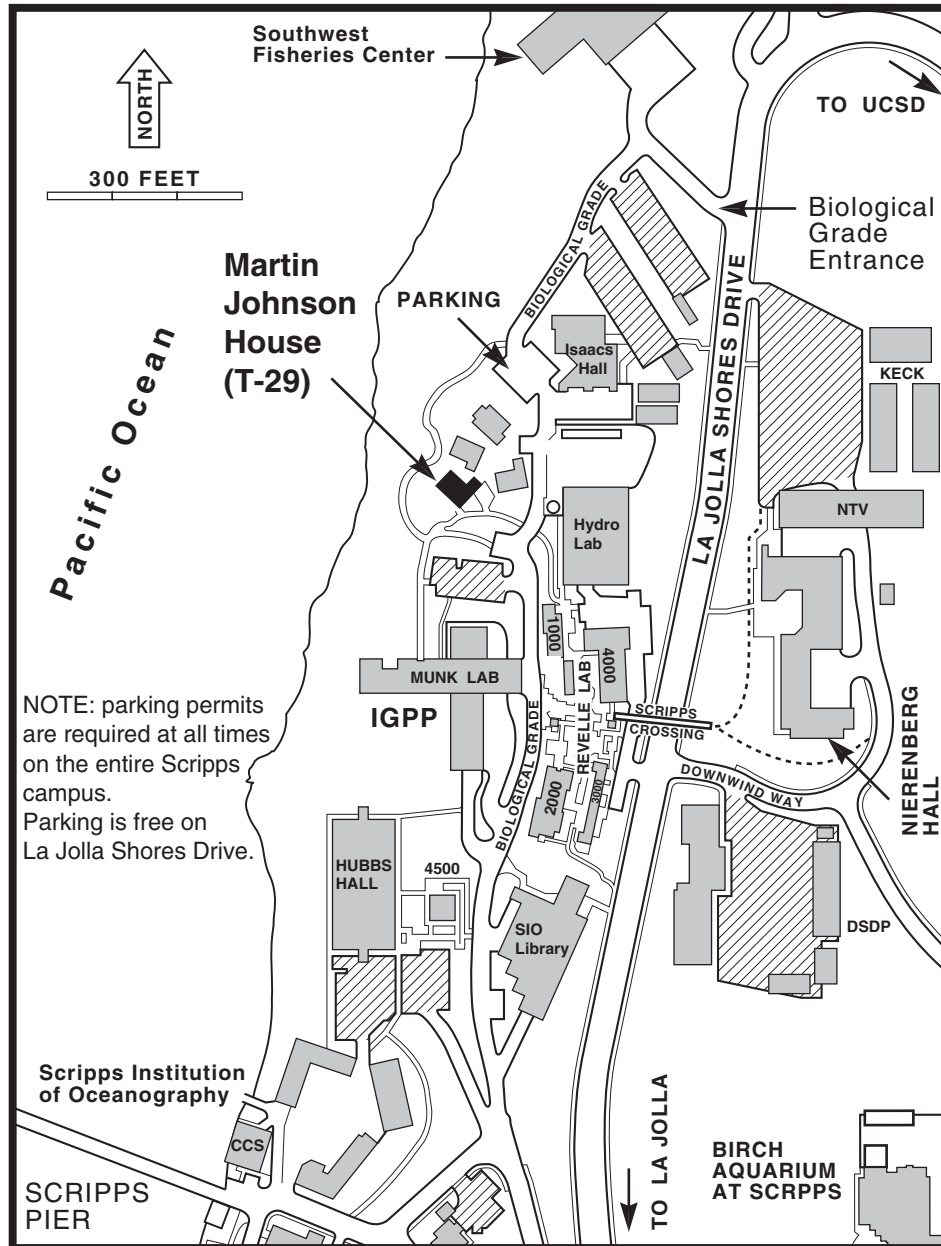 Southwest
Fisheries Center
NORTH
300 FEET
TO UCSD
Biological
Grade
Entrance
BIOLOGICAL GRADE
Martin
Johnson
House
(T-29)
PARKING
Isaacs
Hall
LA JOLLA SHORES DRIVE
KECK
Pacific Ocean
NTV
Hydro
Lab
1000
4000
MUNK LAB
IGPP
REVELLE LAB
SCRIPPS
CROSSING
NOTE: parking permits
are required at all times
on the entire Scripps
campus.
Parking is free on
La Jolla Shores Drive.
BIOLOGICAL GRADE
2000
3000
DOWNWIND WAY
NIERENBERG
HALL
HUBBS
HALL
4500
SIO
Library
DSDP
Scripps Institution
of Oceanography
CCS
SCRIPPS
PIER
TO LA JOLLA
BIRCH
AQUARIUM
AT SCRPPS